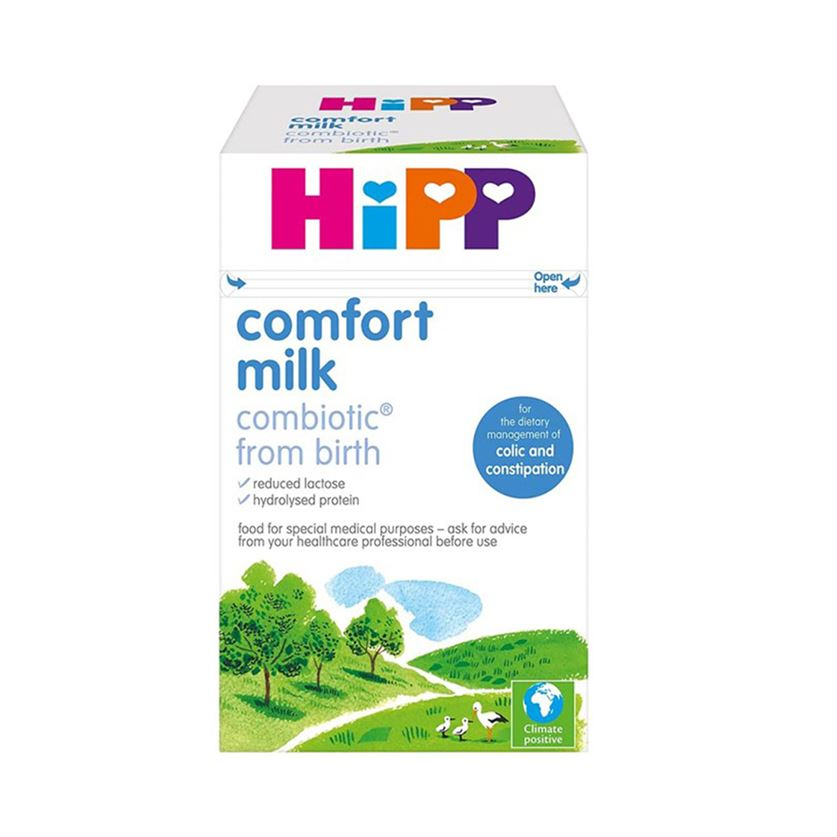 HiPP
comfort
milk
combiotic®
from birth
HiPP
Open
here
comfort
milk
combiotic®
from birth
for
the dietary
management of
colic and
constipation
reduced lactose
hydrolysed protein
food for special medical purposes – ask for advice
from your healthcare professional before use
Climate
positive